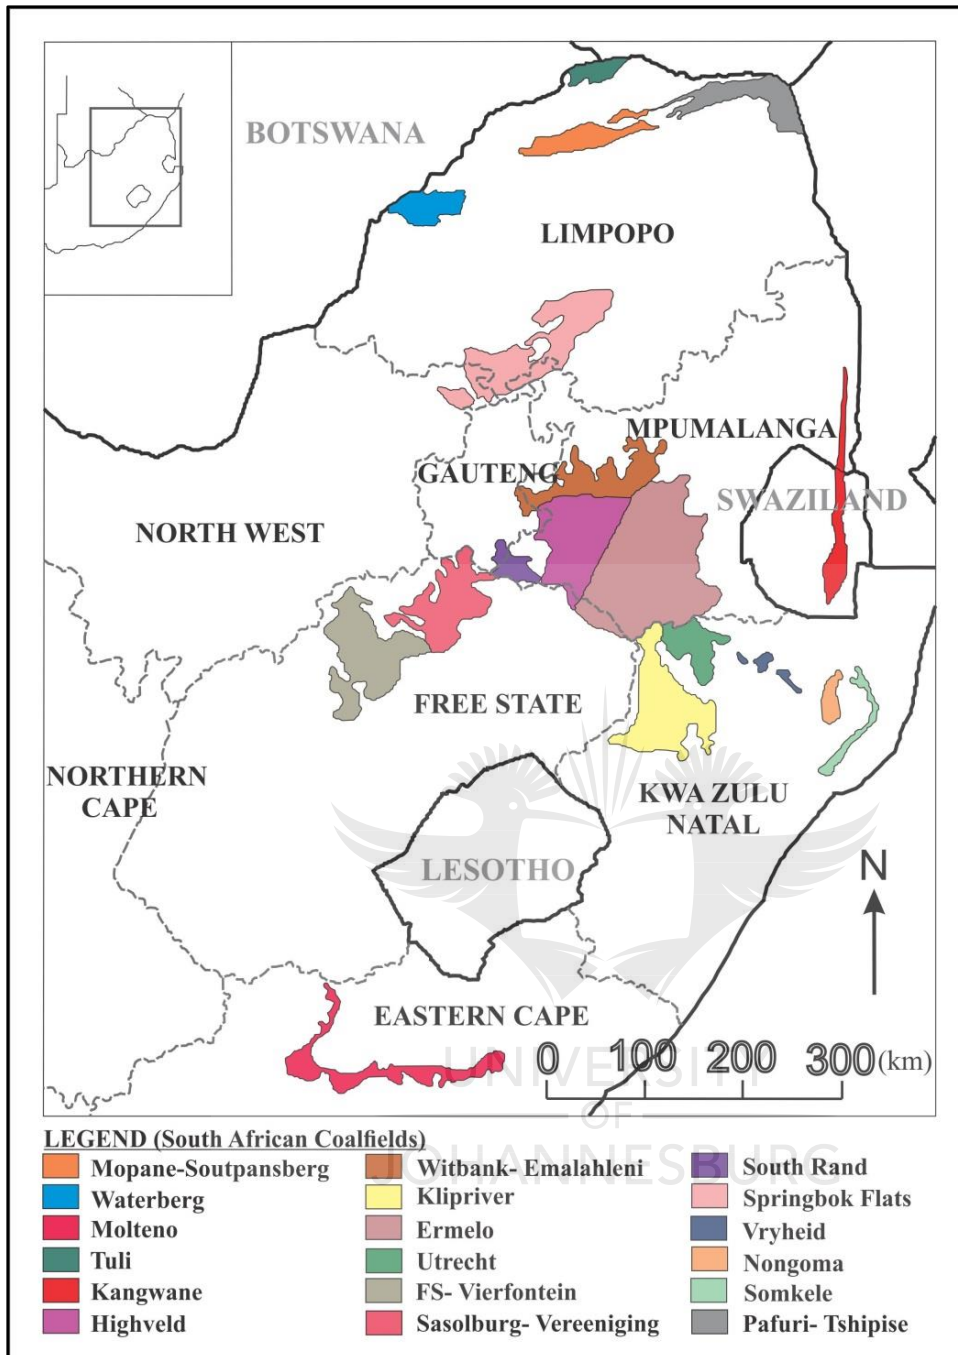 BOTSWANA
LIMPOPO
MPUMALANGA
GAUTENG
SWAZILAND
NORTH WEST
FREE STATE
NORTHERN
CAPE
KWA ZULU
NATAL
LESOTHO
N
EASTERN CAPE
0 100 200 300 (km)
UNIVERSITY
OF
JOHANNESBURG
LEGEND (South African Coalfields)
Mopane-Soutpansberg
Waterberg
Molteno
Tuli
Kangwane
Highveld
Witbank- Emalahleni
Klipriver
Ermelo
Utrecht
FS- Vierfontein
Sasolburg- Vereeniging
South Rand
Springbok Flats
Vryheid
Nongoma
Somkele
Pafuri- Tshipise